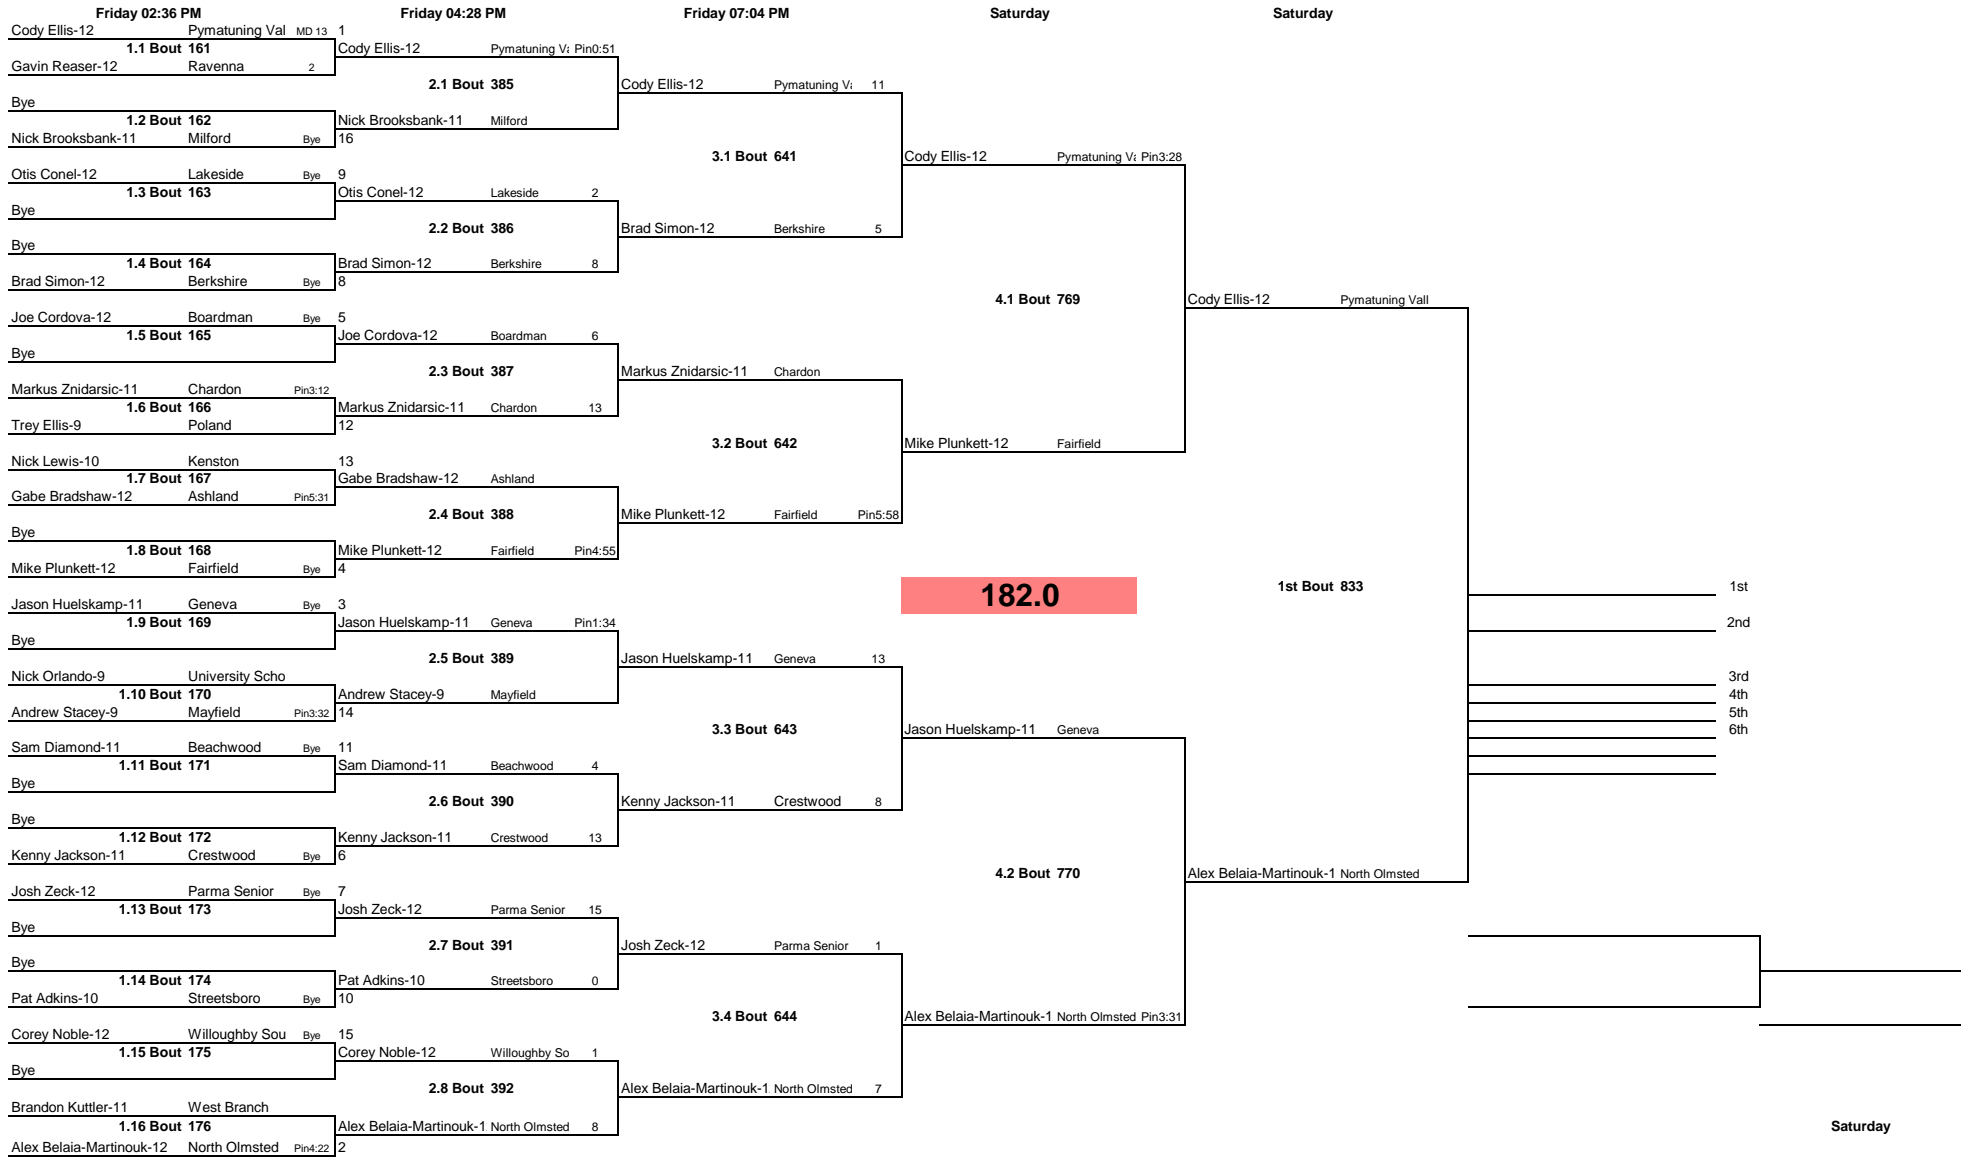 Friday 02:36 PM Friday 04:28 PM Friday 07:04 PM Saturday Saturday
Cody Ellis-12 Pymatuning Val MD 13 1
1.1 Bout 161 Cody Ellis-12 Pymatuning Va Pin0:51
Gavin Reaser-12 Ravenna 2
2.1 Bout 385 Cody Ellis-12 Pymatuning Va 11
Bye
1.2 Bout 162 Nick Brooksbank-11 Milford
Nick Brooksbank-11 Milford Bye 16
3.1 Bout 641 Cody Ellis-12 Pymatuning Va Pin3:28
Otis Conel-12 Lakeside Bye 9
1.3 Bout 163 Otis Conel-12 Lakeside 2
Bye
2.2 Bout 386 Brad Simon-12 Berkshire 5
Bye
1.4 Bout 164 Brad Simon-12 Berkshire 8
Brad Simon-12 Berkshire Bye 8
4.1 Bout 769 Cody Ellis-12 Pymatuning Vall
Joe Cordova-12 Boardman Bye 5
1.5 Bout 165 Joe Cordova-12 Boardman 6
Bye
2.3 Bout 387 Markus Znidarsic-11 Chardon
Markus Znidarsic-11 Chardon Pin3:12
1.6 Bout 166 Markus Znidarsic-11 Chardon 13
Trey Ellis-9 Poland 12
3.2 Bout 642 Mike Plunkett-12 Fairfield
Nick Lewis-10 Kenston 13
1.7 Bout 167 Gabe Bradshaw-12 Ashland
Gabe Bradshaw-12 Ashland Pin5:31
2.4 Bout 388 Mike Plunkett-12 Fairfield Pin5:58
Bye
1.8 Bout 168 Mike Plunkett-12 Fairfield Pin4:55
Mike Plunkett-12 Fairfield Bye 4
182.0 1st Bout 833 1st
Jason Huelskamp-11 Geneva Bye 3
1.9 Bout 169 Jason Huelskamp-11 Geneva Pin1:34 2nd
Bye
2.5 Bout 389 Jason Huelskamp-11 Geneva 13
Nick Orlando-9 University Scho 3rd
1.10 Bout 170 Andrew Stacey-9 Mayfield 4th
Andrew Stacey-9 Mayfield Pin3:32 14 5th
3.3 Bout 643 Jason Huelskamp-11 Geneva 6th
Sam Diamond-11 Beachwood Bye 11
1.11 Bout 171 Sam Diamond-11 Beachwood 4
Bye
2.6 Bout 390 Kenny Jackson-11 Crestwood 8
Bye
1.12 Bout 172 Kenny Jackson-11 Crestwood 13
Kenny Jackson-11 Crestwood Bye 6
4.2 Bout 770 Alex Belaia-Martinouk-1 North Olmsted
Josh Zeck-12 Parma Senior Bye 7
1.13 Bout 173 Josh Zeck-12 Parma Senior 15
Bye
2.7 Bout 391 Josh Zeck-12 Parma Senior 1
Bye
1.14 Bout 174 Pat Adkins-10 Streetsboro 0
Pat Adkins-10 Streetsboro Bye 10
3.4 Bout 644 Alex Belaia-Martinouk-1 North Olmsted Pin3:31
Corey Noble-12 Willoughby Sou Bye 15
1.15 Bout 175 Corey Noble-12 Willoughby So 1
Bye
2.8 Bout 392 Alex Belaia-Martinouk-1 North Olmsted 7
Brandon Kuttler-11 West Branch
1.16 Bout 176 Alex Belaia-Martinouk-1 North Olmsted 8 Saturday
Alex Belaia-Martinouk-12 North Olmsted Pin4:22 2